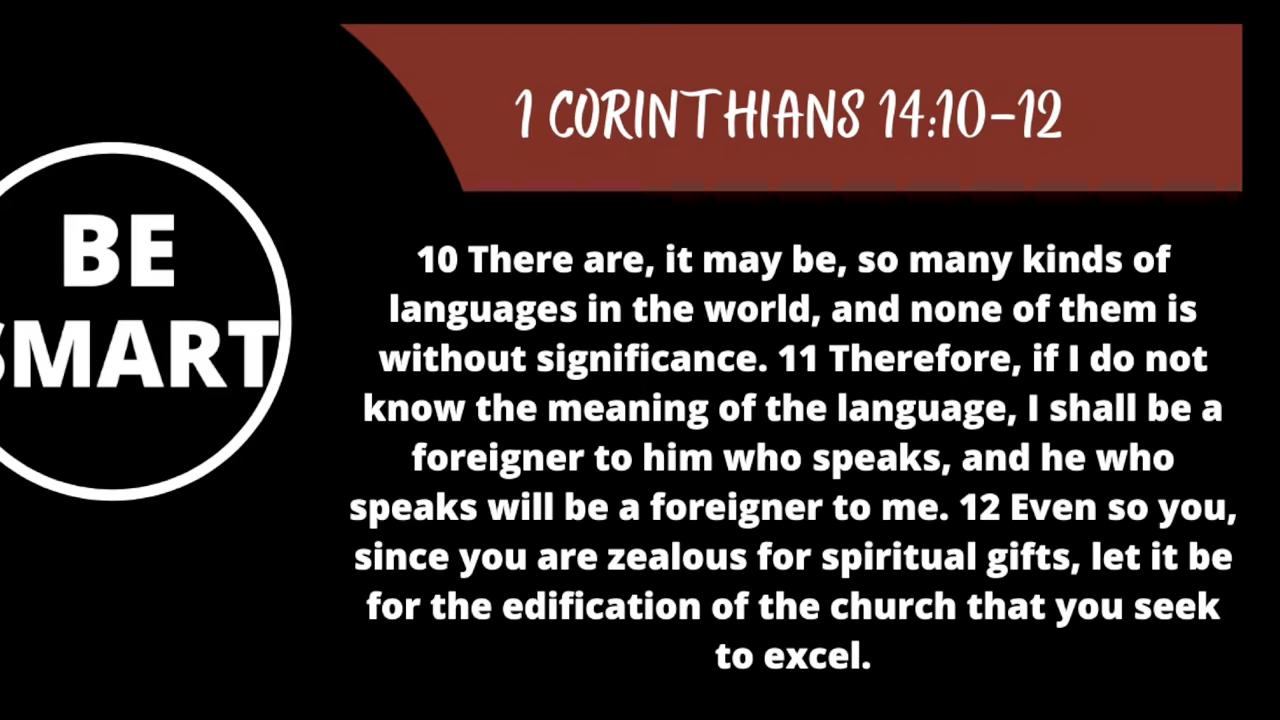 1 CORINTHIANS 14:10-12
BE
SMART
10 There are, it may be, so many kinds of
languages in the world, and none of them is
without significance. 11 Therefore, if I do not
know the meaning of the language, I shall be a
foreigner to him who speaks, and he who
speaks will be a foreigner to me. 12 Even so you,
since you are zealous for spiritual gifts, let it be
for the edification of the church that you seek
to excel.